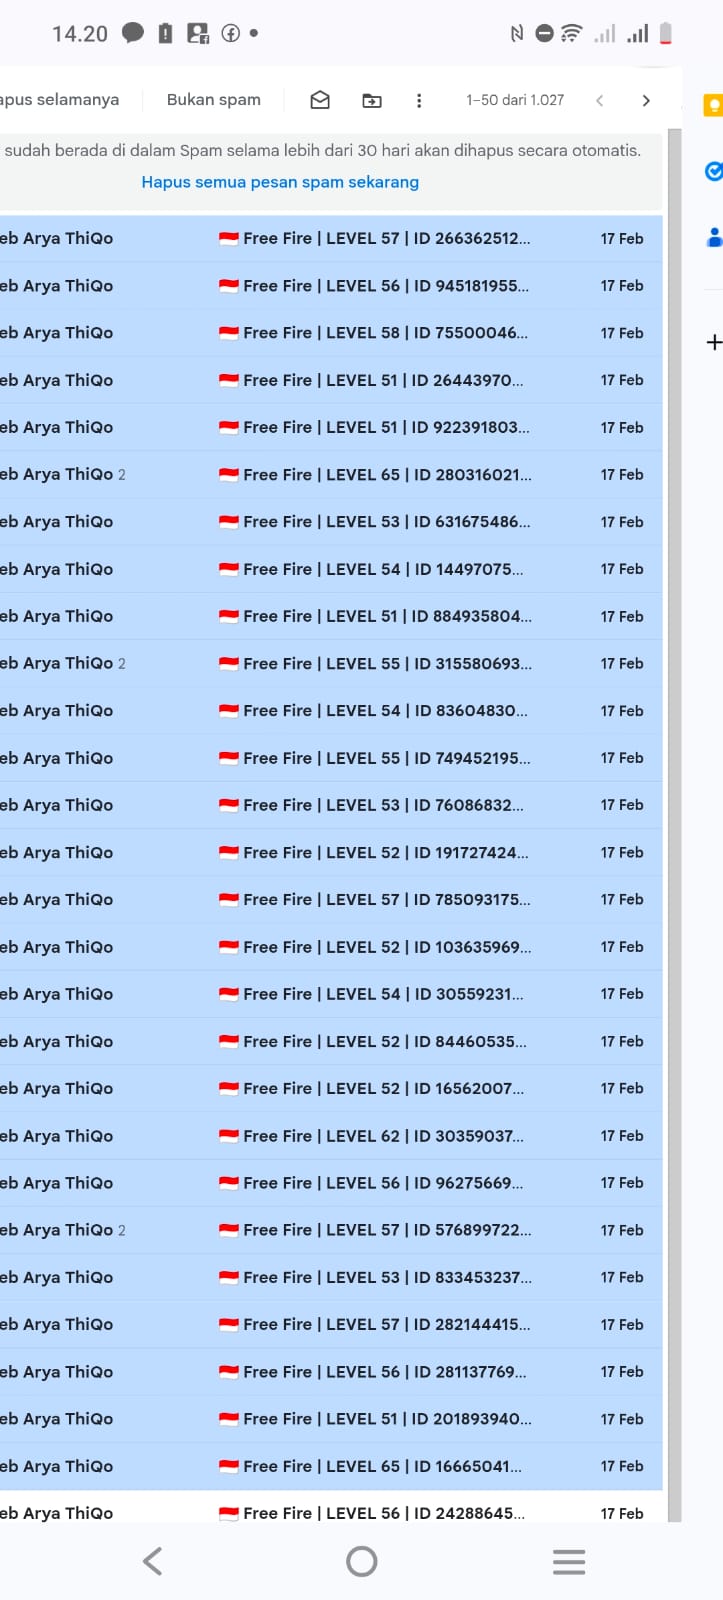 14.20
apus selamanya Bukan spam 1–50 dari 1.027
sudah berada di dalam Spam selama lebih dari 30 hari akan dihapus secara otomatis.
Hapus semua pesan spam sekarang
eb Arya ThiQo Free Fire | LEVEL 57 | ID 266362512... 17 Feb
eb Arya ThiQo Free Fire | LEVEL 56 | ID 945181955... 17 Feb
eb Arya ThiQo Free Fire | LEVEL 58 | ID 75500046... 17 Feb
eb Arya ThiQo Free Fire | LEVEL 51 | ID 26443970... 17 Feb
eb Arya ThiQo Free Fire | LEVEL 51 | ID 922391803... 17 Feb
eb Arya ThiQo 2 Free Fire | LEVEL 65 | ID 280316021... 17 Feb
eb Arya ThiQo Free Fire | LEVEL 53 | ID 631675486... 17 Feb
eb Arya ThiQo Free Fire | LEVEL 54 | ID 14497075... 17 Feb
eb Arya ThiQo Free Fire | LEVEL 51 | ID 884935804... 17 Feb
eb Arya ThiQo 2 Free Fire | LEVEL 55 | ID 315580693... 17 Feb
eb Arya ThiQo Free Fire | LEVEL 54 | ID 83604830... 17 Feb
eb Arya ThiQo Free Fire | LEVEL 55 | ID 749452195... 17 Feb
eb Arya ThiQo Free Fire | LEVEL 53 | ID 76086832... 17 Feb
eb Arya ThiQo Free Fire | LEVEL 52 | ID 191727424... 17 Feb
eb Arya ThiQo Free Fire | LEVEL 57 | ID 785093175... 17 Feb
eb Arya ThiQo Free Fire | LEVEL 52 | ID 103635969... 17 Feb
eb Arya ThiQo Free Fire | LEVEL 54 | ID 30559231... 17 Feb
eb Arya ThiQo Free Fire | LEVEL 52 | ID 84460535... 17 Feb
eb Arya ThiQo Free Fire | LEVEL 52 | ID 16562007... 17 Feb
eb Arya ThiQo Free Fire | LEVEL 62 | ID 30359037... 17 Feb
eb Arya ThiQo Free Fire | LEVEL 56 | ID 96275669... 17 Feb
eb Arya ThiQo 2 Free Fire | LEVEL 57 | ID 576899722... 17 Feb
eb Arya ThiQo Free Fire | LEVEL 53 | ID 833453237... 17 Feb
eb Arya ThiQo Free Fire | LEVEL 57 | ID 282144415... 17 Feb
eb Arya ThiQo Free Fire | LEVEL 56 | ID 281137769... 17 Feb
eb Arya ThiQo Free Fire | LEVEL 51 | ID 201893940... 17 Feb
eb Arya ThiQo Free Fire | LEVEL 65 | ID 16665041... 17 Feb
eb Arya ThiQo Free Fire | LEVEL 56 | ID 24288645... 17 Feb